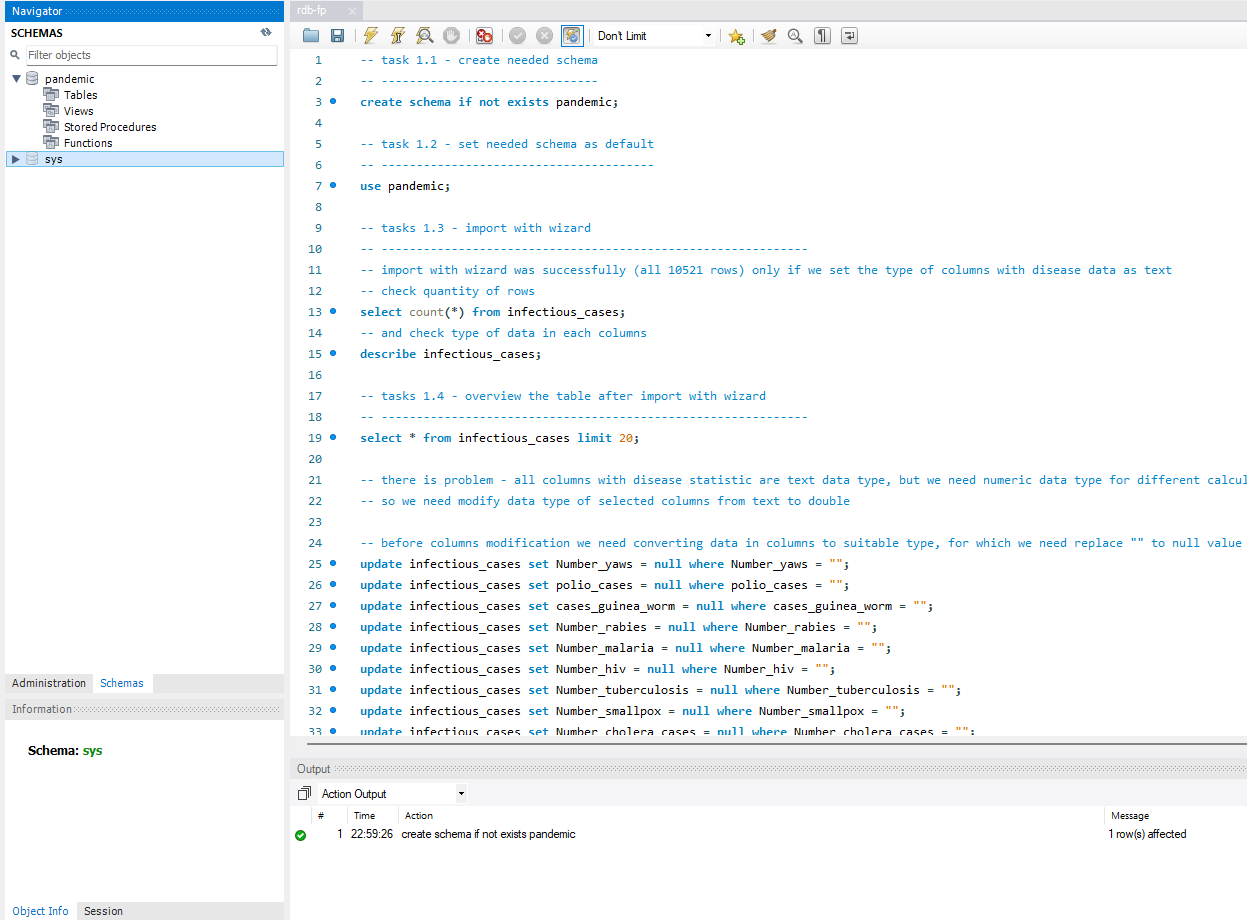 Navigator
SCHEMAS
Filter objects
pandemic
Tables
Views
Stored Procedures
Functions
sys
Administration Schemas
Information
Schema: sys
Object Info Session
rdb-fp
Don't Limit
1 -- task 1.1 - create needed schema
2 -- -------------------------------
3 create schema if not exists pandemic;
4
5 -- task 1.2 - set needed schema as default
6 -- ---------------------------------------
7 use pandemic;
8
9 -- tasks 1.3 - import with wizard
10 -- -------------------------------------------------------------
11 -- import with wizard was successfully (all 10521 rows) only if we set the type of columns with disease data as text
12 -- check quantity of rows
13 select count(*) from infectious_cases;
14 -- and check type of data in each columns
15 describe infectious_cases;
16
17 -- tasks 1.4 - overview the table after import with wizard
18 -- -------------------------------------------------------------
19 select * from infectious_cases limit 20;
20
21 -- there is problem - all columns with disease statistic are text data type, but we need numeric data type for different calcul
22 -- so we need modify data type of selected columns from text to double
23
24 -- before columns modification we need converting data in columns to suitable type, for which we need replace "" to null value
25 update infectious_cases set Number_yaws = null where Number_yaws = "";
26 update infectious_cases set polio_cases = null where polio_cases = "";
27 update infectious_cases set cases_guinea_worm = null where cases_guinea_worm = "";
28 update infectious_cases set Number_rabies = null where Number_rabies = "";
29 update infectious_cases set Number_malaria = null where Number_malaria = "";
30 update infectious_cases set Number_hiv = null where Number_hiv = "";
31 update infectious_cases set Number_tuberculosis = null where Number_tuberculosis = "";
32 update infectious_cases set Number_smallpox = null where Number_smallpox = "";
33 update infectious_cases set Number_cholera_cases = null where Number_cholera_cases = "";
Output
Action Output
# Time Action Message
1 22:59:26 create schema if not exists pandemic 1 row(s) affected